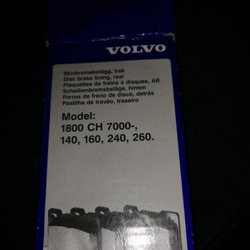 VOLVO
Skivbromsbelägg, bak
Disc brake lining, rear
Plaquettes de freins à disques, AR
Scheibenbremsbeläge, hinten
Forros de freno de disco, detrás
Pastilha de travão, traseiro
Model:
1800 CH 7000-,
140, 160, 240, 260.